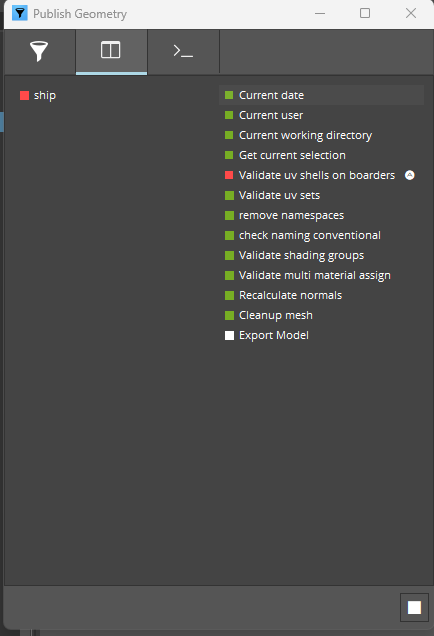 Publish Geometry
ship
Current date
Current user
Current working directory
Get current selection
Validate uv shells on boarders
Validate uv sets
remove namespaces
check naming conventional
Validate shading groups
Validate multi material assign
Recalculate normals
Cleanup mesh
Export Model